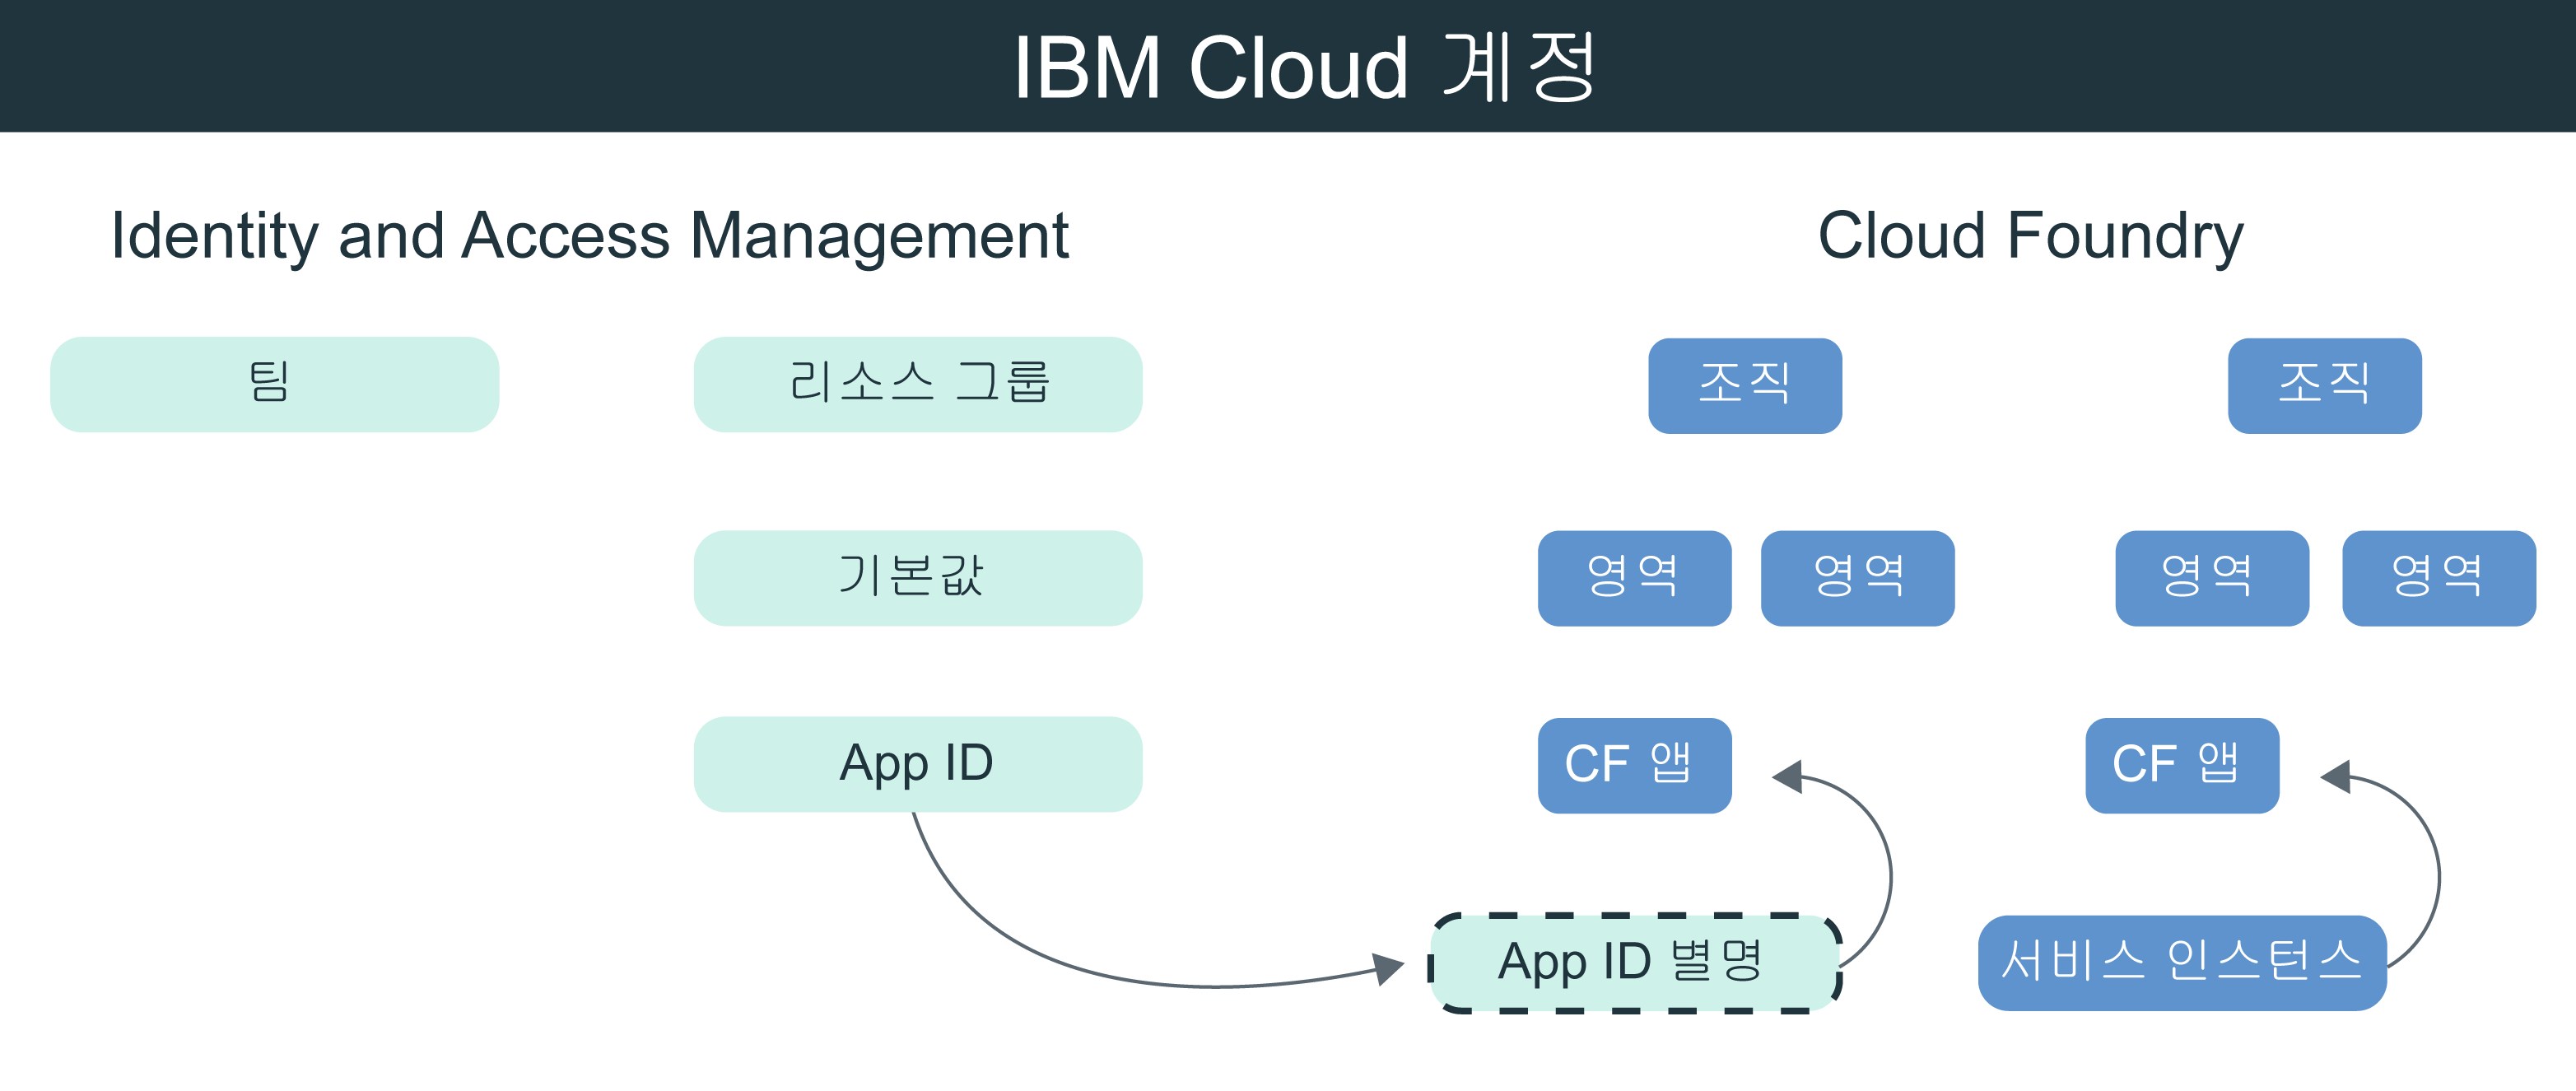 IBM Cloud 계정
Identity and Access Management
Cloud Foundry
팀
리소스 그룹
조직
조직
기본값
영역
영역
영역
영역
App ID
CF 앱
CF 앱
App ID 별명
서비스 인스턴스